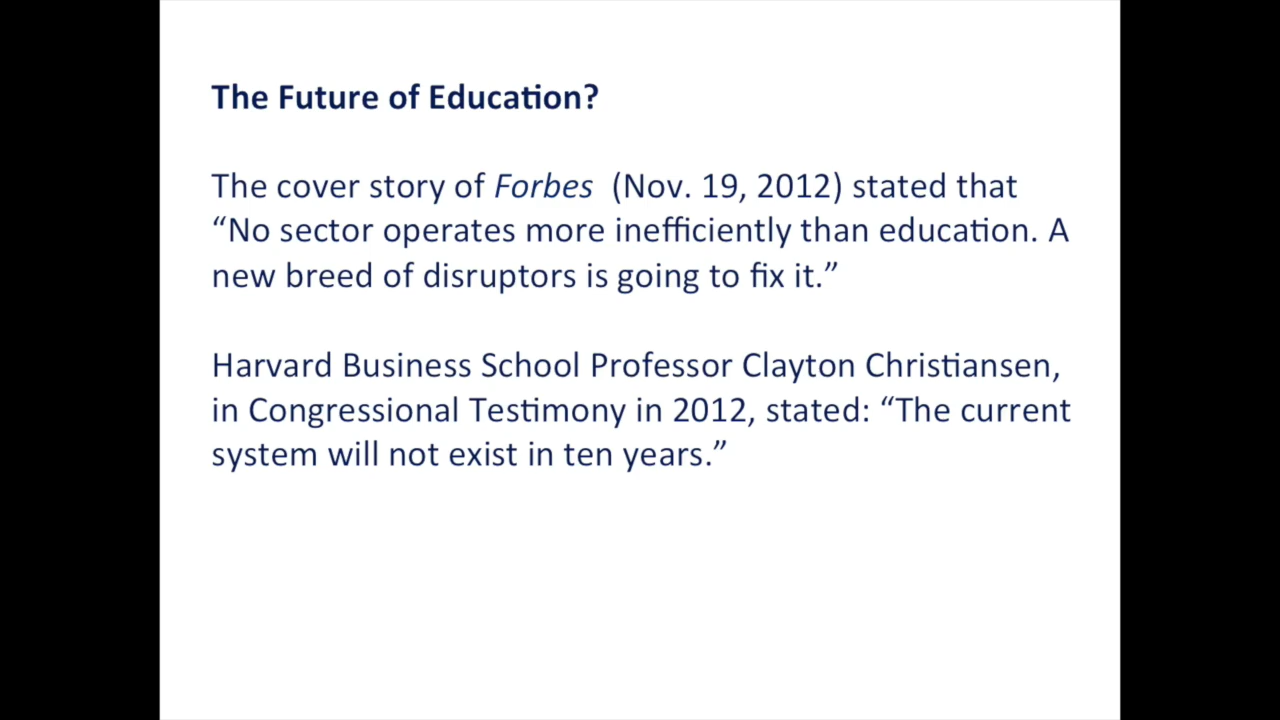 The Future of Education?
The cover story of Forbes (Nov. 19, 2012) stated that
“No sector operates more inefficiently than education. A
new breed of disruptors is going to fix it.”
Harvard Business School Professor Clayton Christiansen,
in Congressional Testimony in 2012, stated: “The current
system will not exist in ten years.”